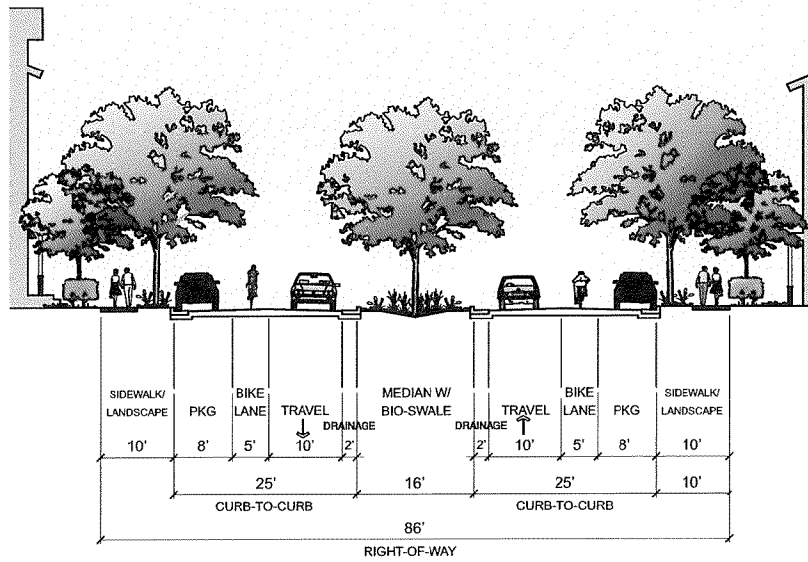 SIDEWALK/
LANDSCAPE
10'
PKG
8'
BIKE
LANE
5'
TRAVEL
10'
DRAINAGE
2'
MEDIAN W/
BIO-SWALE
DRAINAGE
2'
TRAVEL
10'
BIKE
LANE
5'
PKG
8'
SIDEWALK/
LANDSCAPE
10'
25'
CURB-TO-CURB
16'
25'
CURB-TO-CURB
10'
86'
RIGHT-OF-WAY